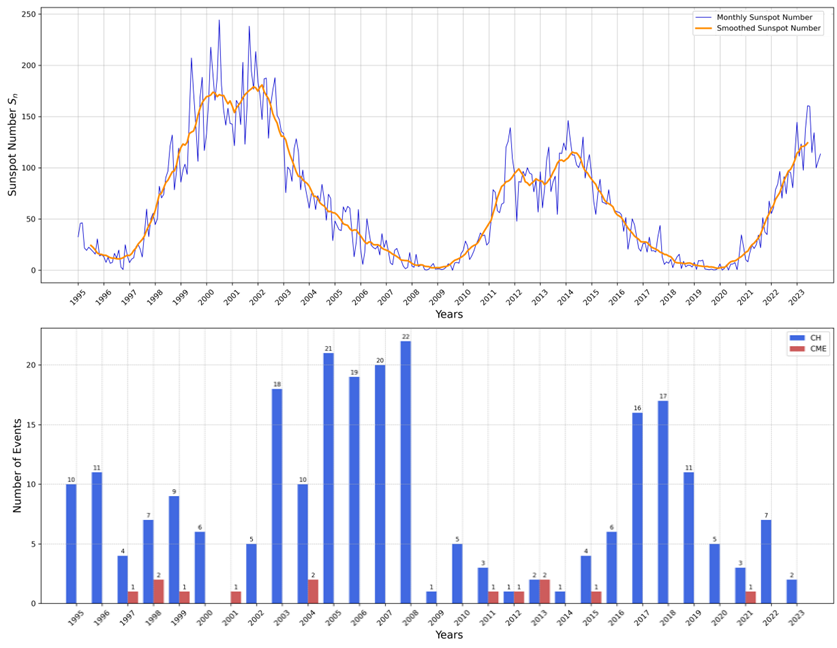 250
200
150
100
50
0
Sunspot Number Sn
Monthly Sunspot Number
Smoothed Sunspot Number
1995 1996 1997 1998 1999 2000 2001 2002 2003 2004 2005 2006 2007 2008 2009 2010 2011 2012 2013 2014 2015 2016 2017 2018 2019 2020 2021 2022 2023
Years
20
15
10
5
0
Number of Events
CH
CME
10 11 4 1 7 2 9 1 6 1 5 18 10 2 21 19 20 22 1 5 3 1 1 1 2 2 1 4 1 6 16 17 11 5 3 1 7 2
1995 1996 1997 1998 1999 2000 2001 2002 2003 2004 2005 2006 2007 2008 2009 2010 2011 2012 2013 2014 2015 2016 2017 2018 2019 2020 2021 2022 2023
Years